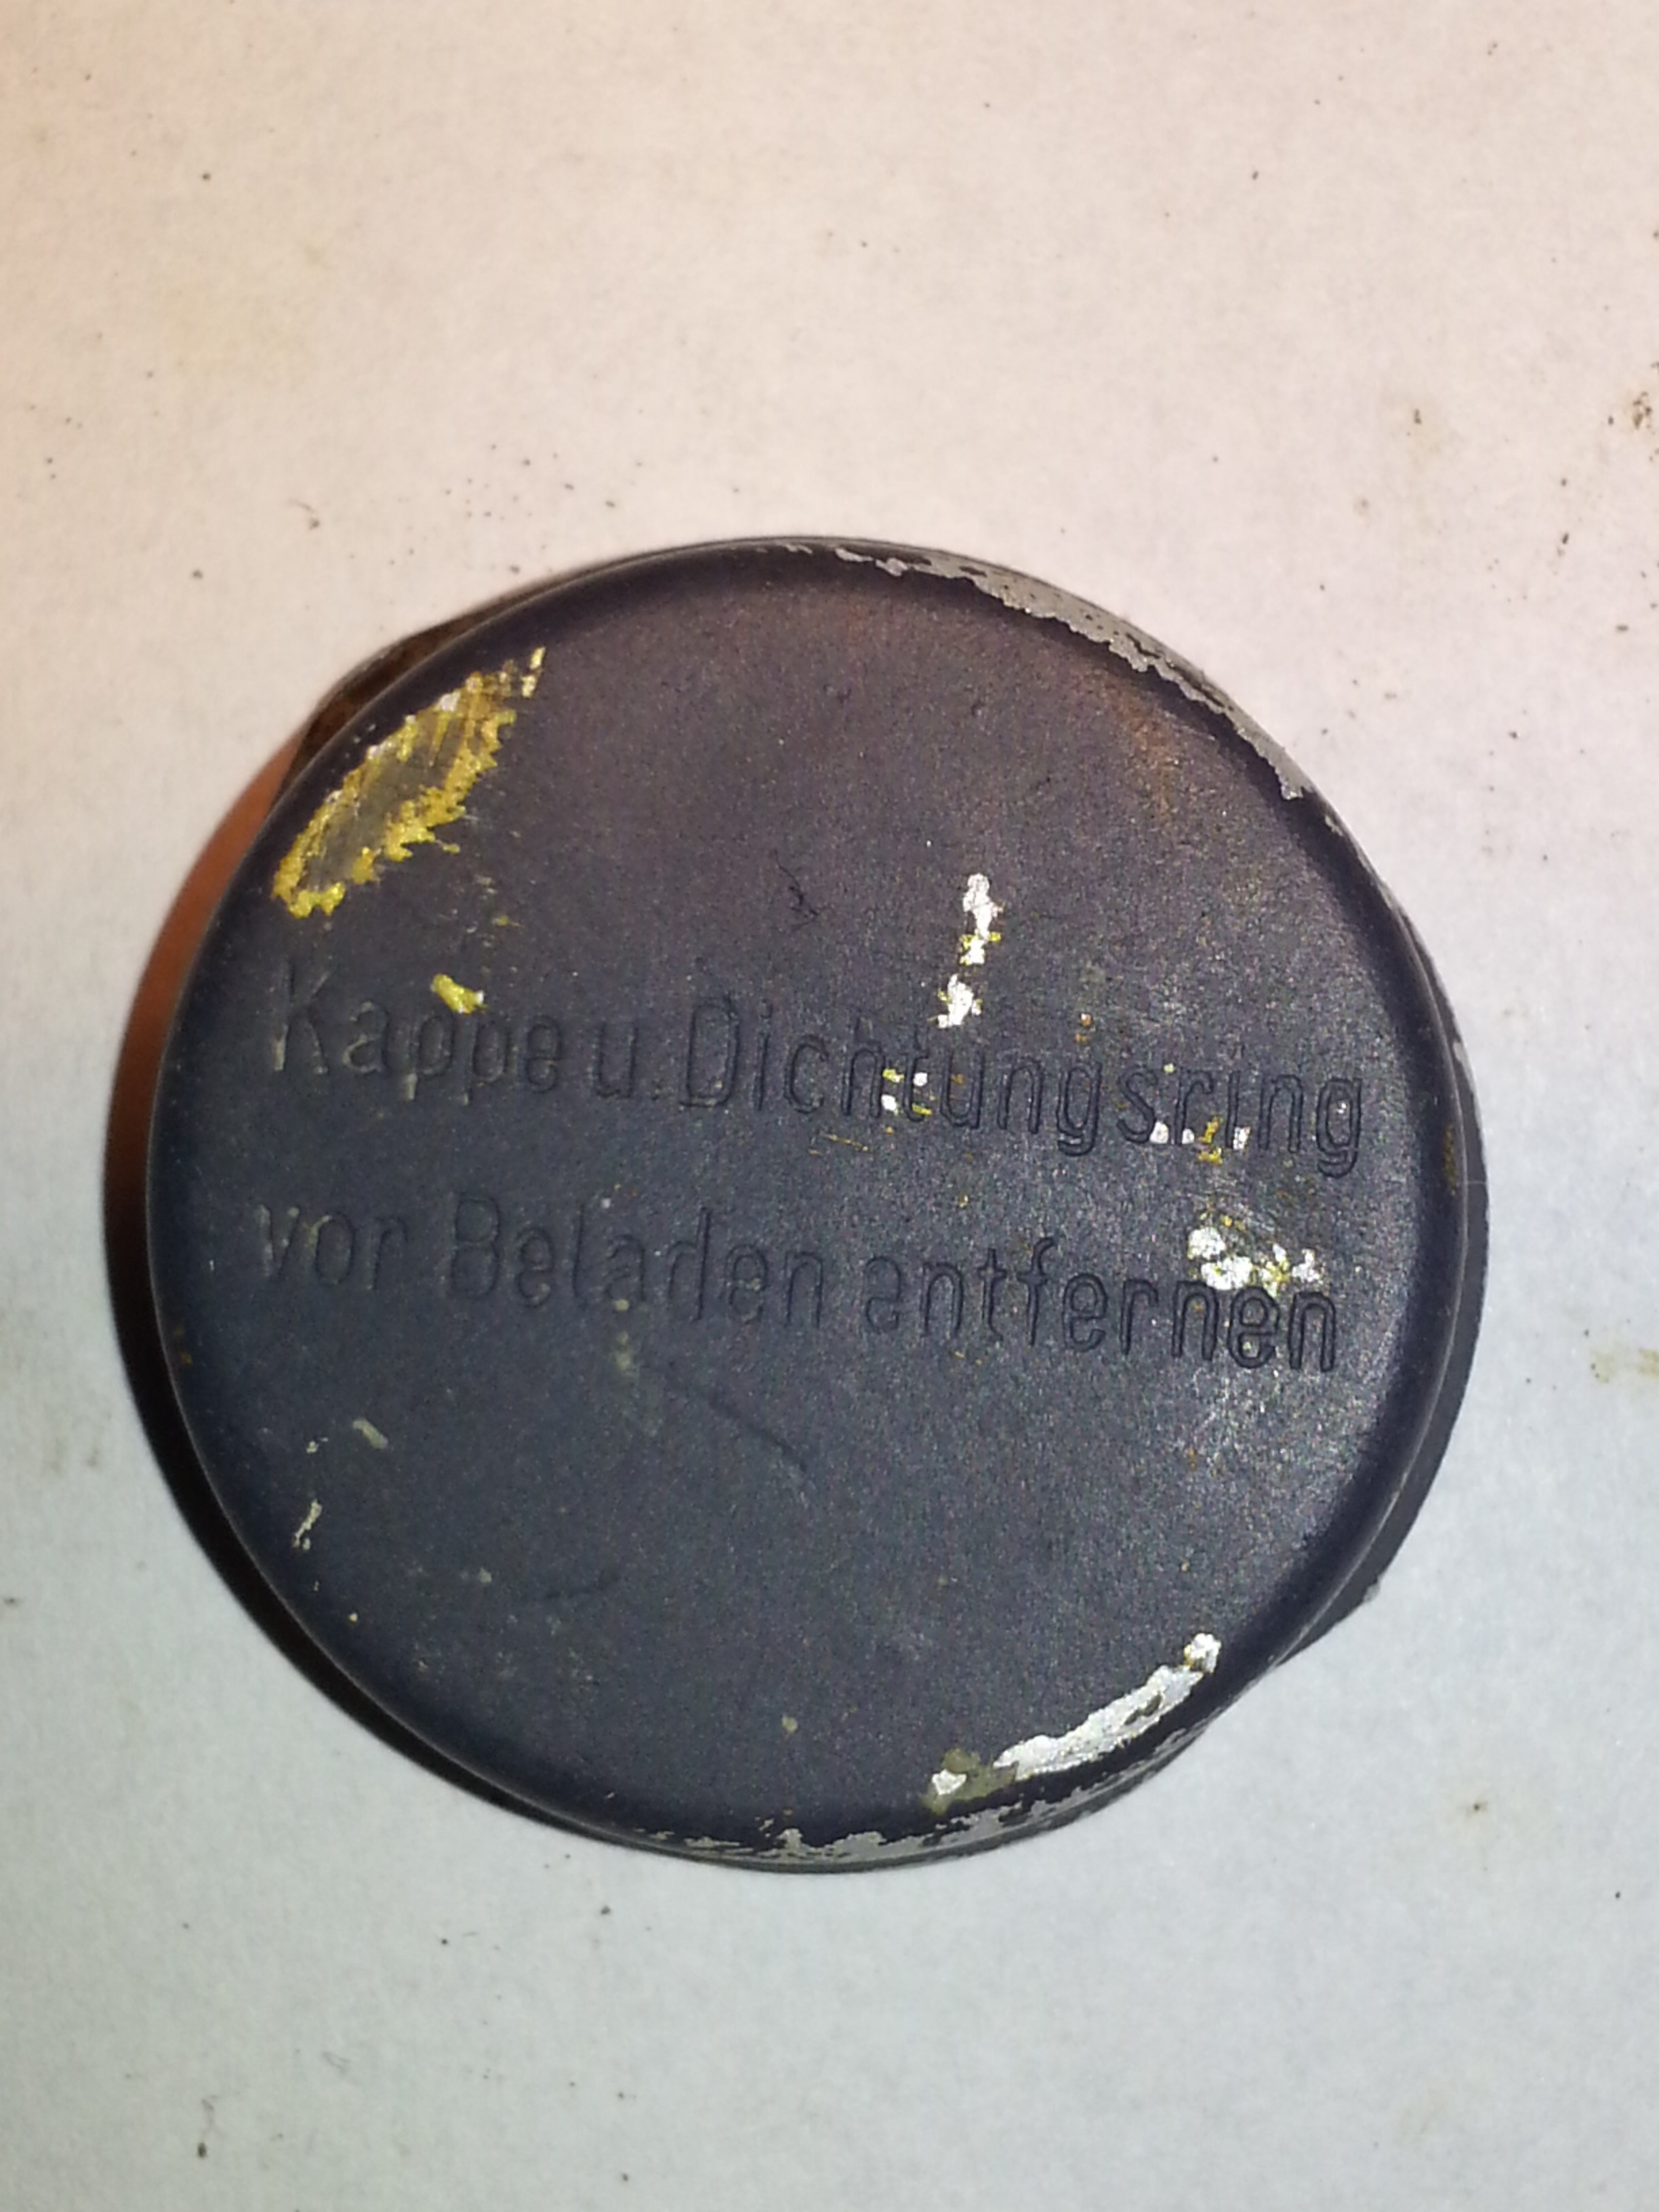 Kappe u. Dichtungsring
vor Beladen entfernen